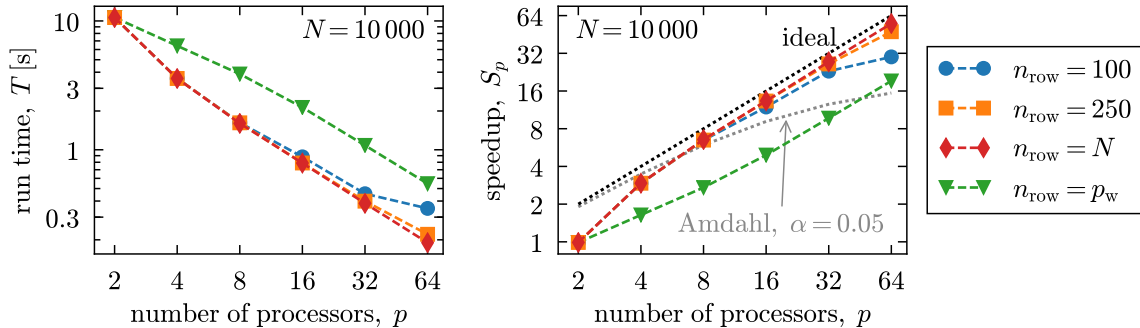 10
3
1
0.3
run time, T [s]
N = 10 000
2 4 8 16 32 64
number of processors, p
64
32
16
8
4
2
1
speedup, Sₚ
N = 10 000
ideal
Amdahl, α = 0.05
2 4 8 16 32 64
number of processors, p
n_row = 100
n_row = 250
n_row = N
n_row = p_w